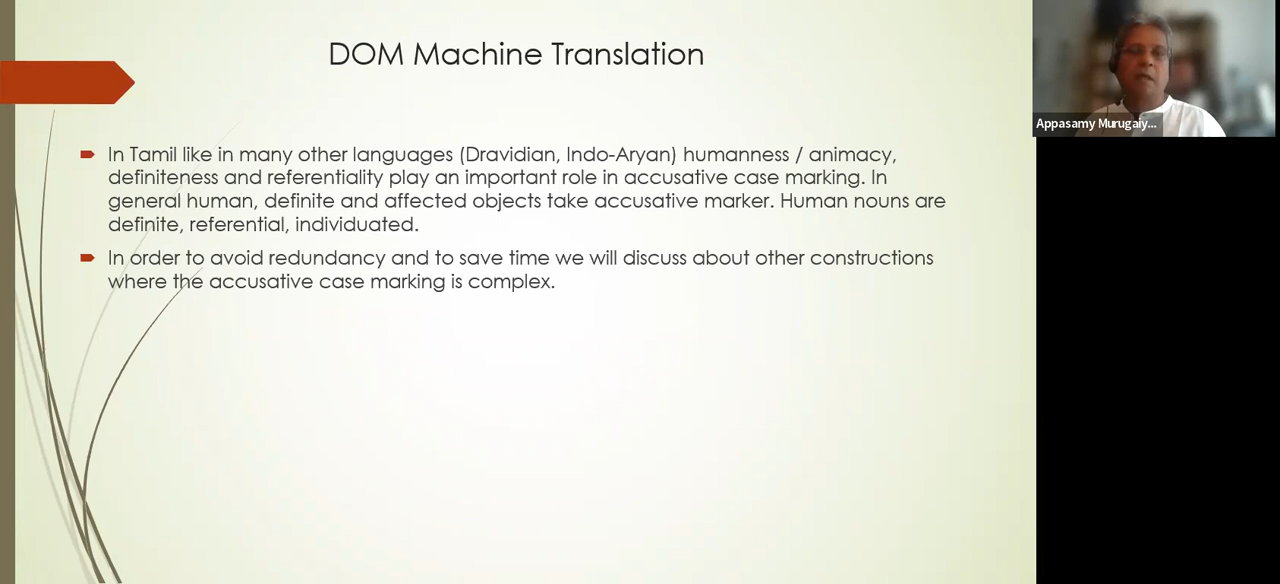 DOM Machine Translation
In Tamil like in many other languages (Dravidian, Indo-Aryan) humanness / animacy,
definiteness and referentiality play an important role in accusative case marking. In
general human, definite and affected objects take accusative marker. Human nouns are
definite, referential, individuated.
In order to avoid redundancy and to save time we will discuss about other constructions
where the accusative case marking is complex.
Appasamy Murugaiy...